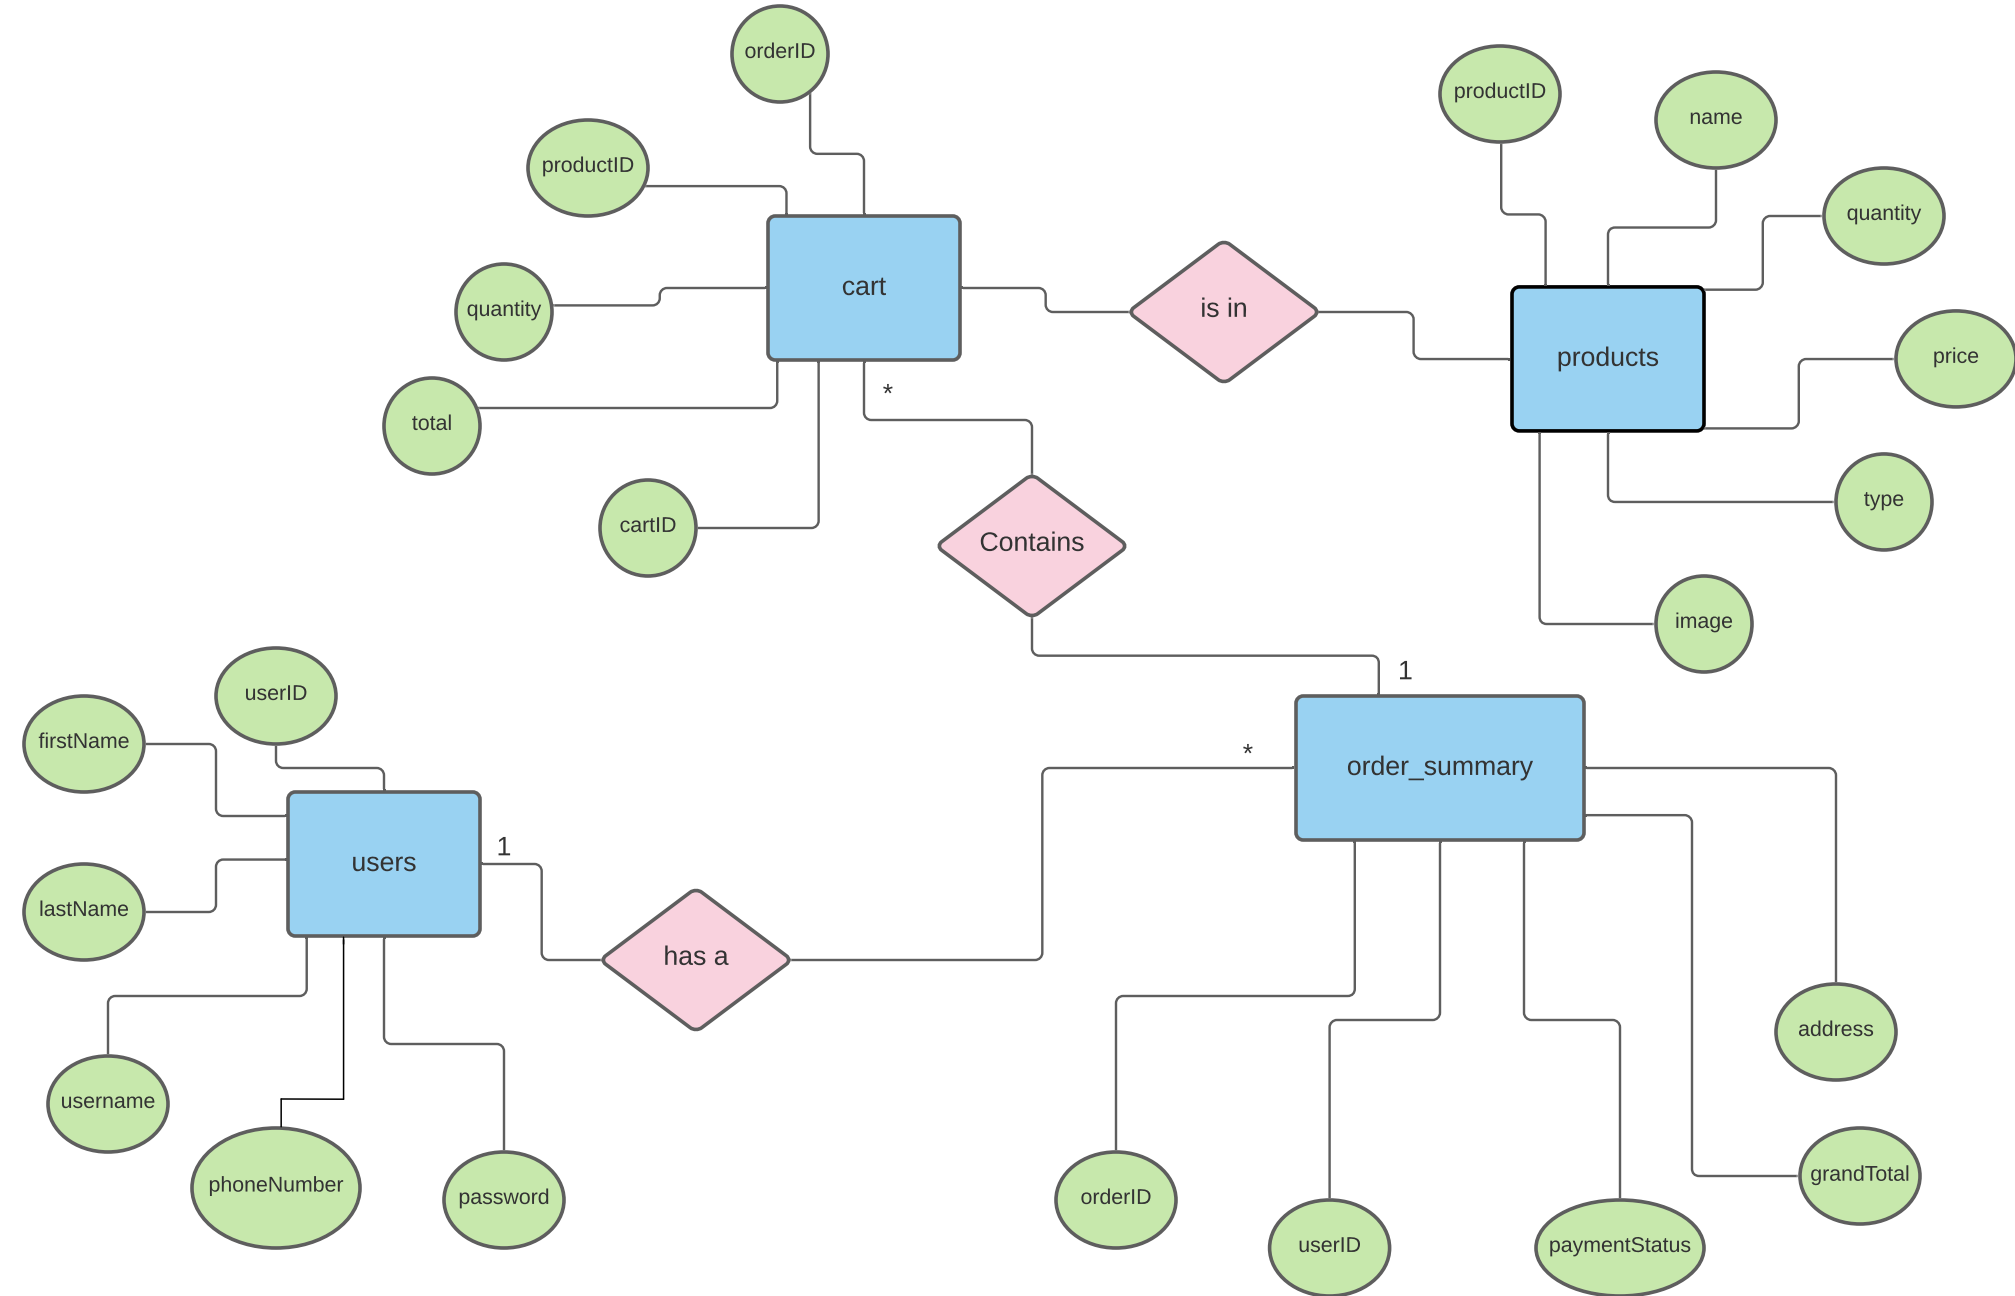 orderID
productID
name
productID
quantity
cart
is in
quantity
products
price
*
total
type
cartID
Contains
image
1
userID
firstName
*
order_summary
1
users
lastName
has a
address
username
grandTotal
phoneNumber
password
orderID
userID
paymentStatus